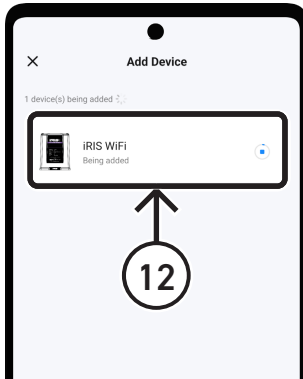 Add Device
1 device(s) being added
iRIS WiFi
Being added
12